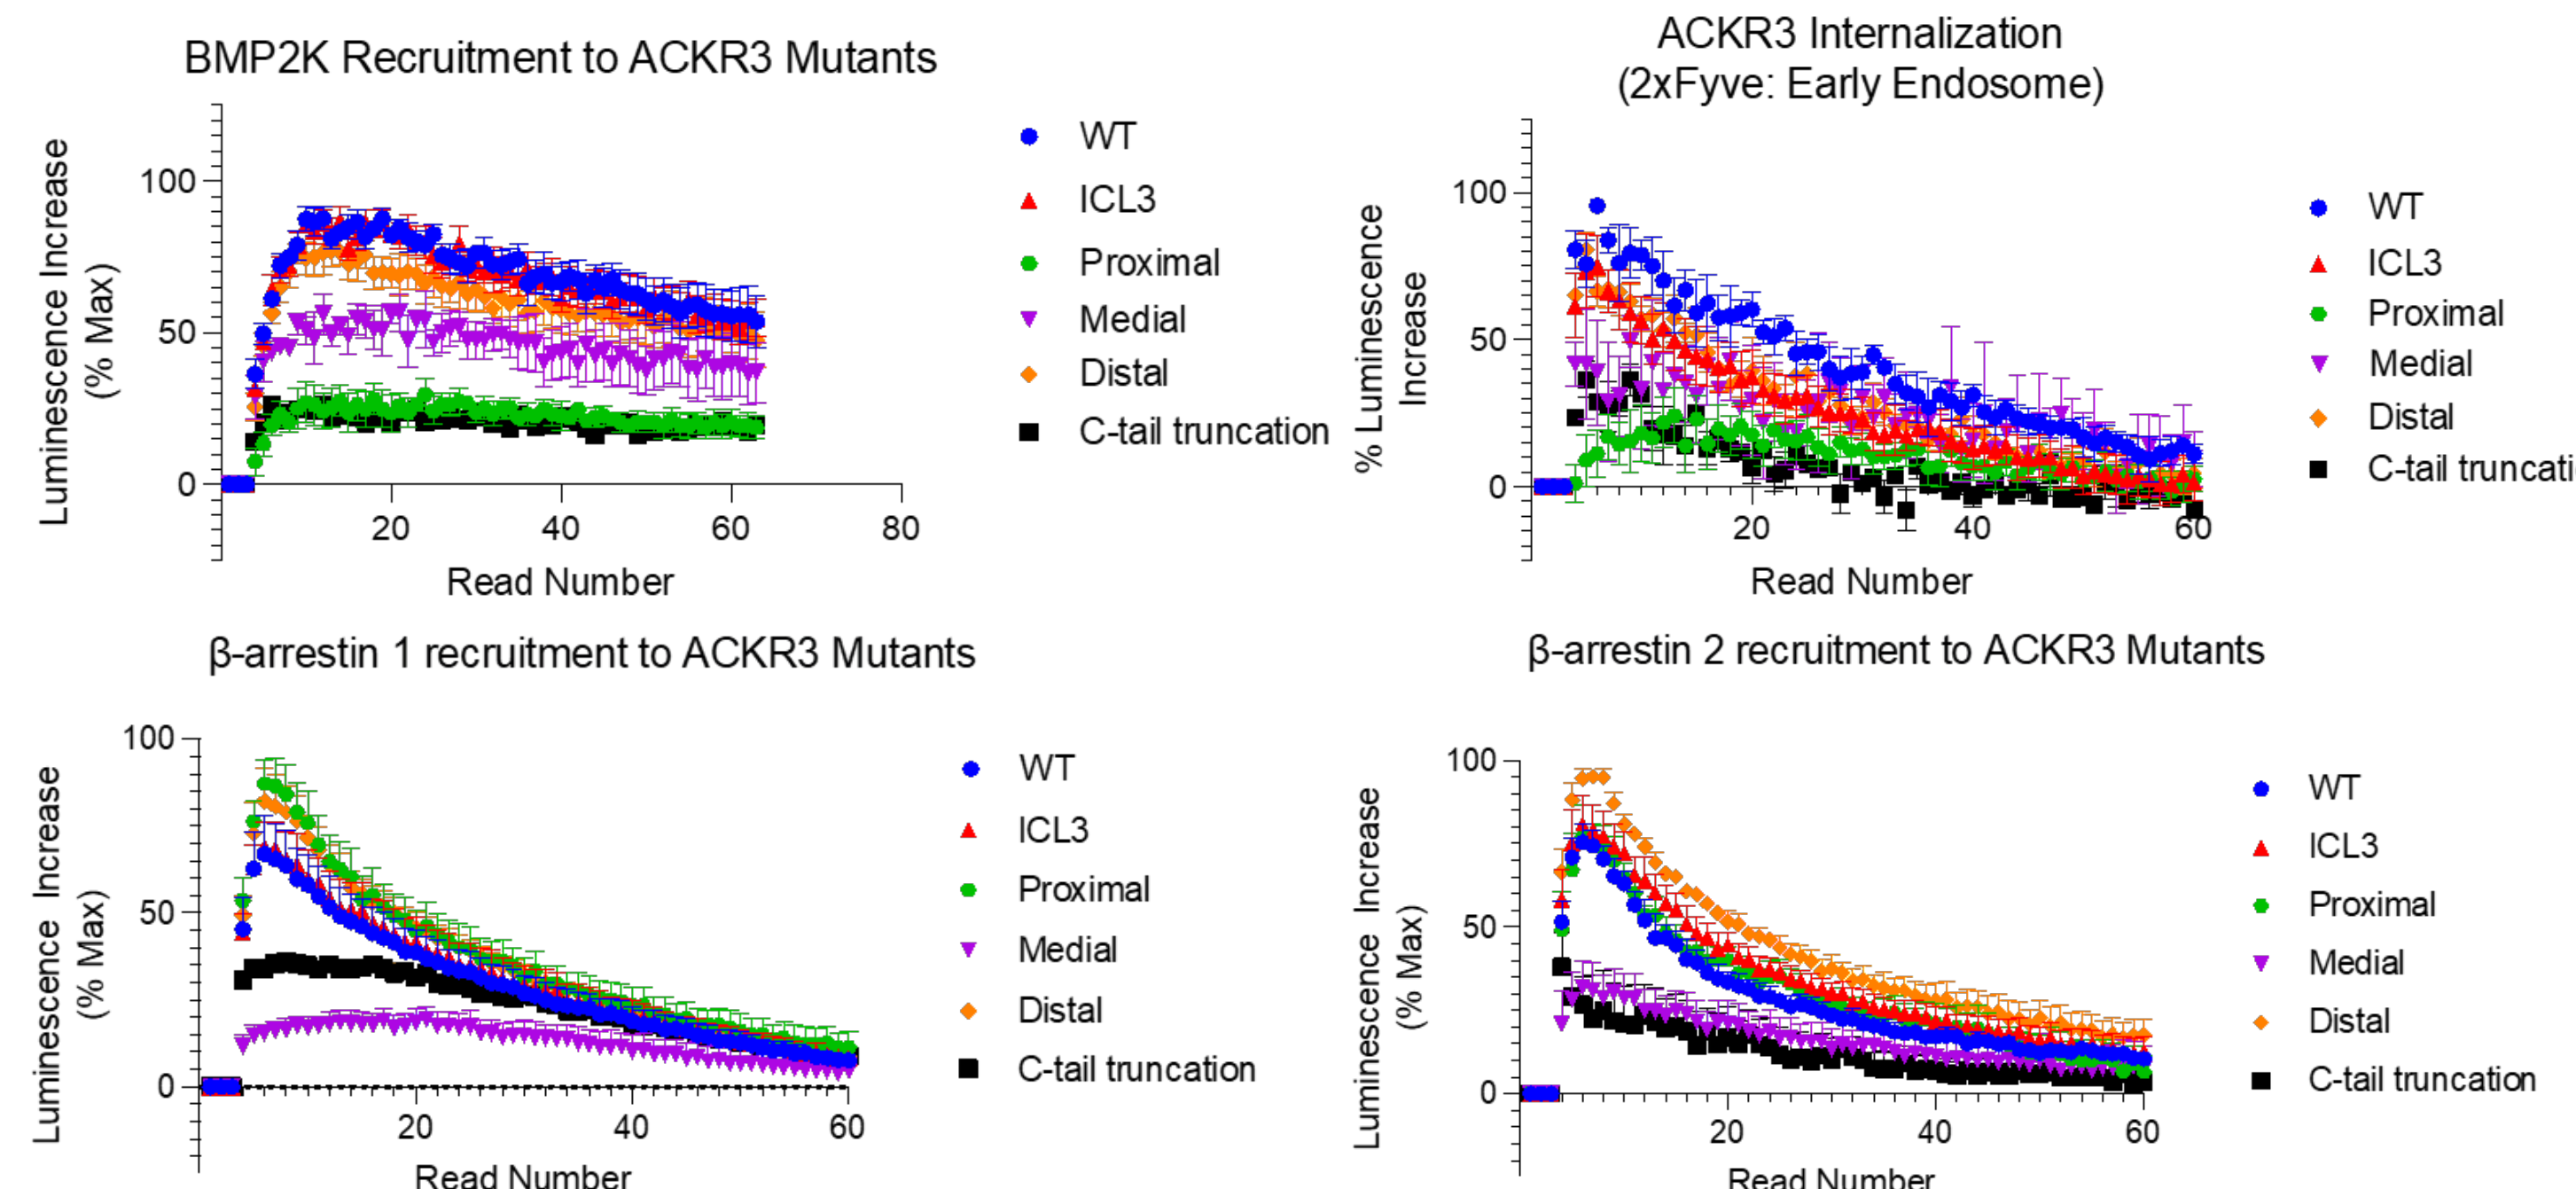 BMP2K Recruitment to ACKR3 Mutants
Luminescence Increase
(% Max)
100
50
0
20 40 60 80
Read Number
WT
ICL3
Proximal
Medial
Distal
C-tail truncation
ACKR3 Internalization
(2xFyve: Early Endosome)
% Luminescence
Increase
100
50
0
20 40 60
Read Number
WT
ICL3
Proximal
Medial
Distal
C-tail truncati
β-arrestin 1 recruitment to ACKR3 Mutants
Luminescence Increase
(% Max)
100
50
0
20 40 60
Read Number
WT
ICL3
Proximal
Medial
Distal
C-tail truncation
β-arrestin 2 recruitment to ACKR3 Mutants
Luminescence Increase
(% Max)
100
50
0
20 40 60
Read Number
WT
ICL3
Proximal
Medial
Distal
C-tail truncation